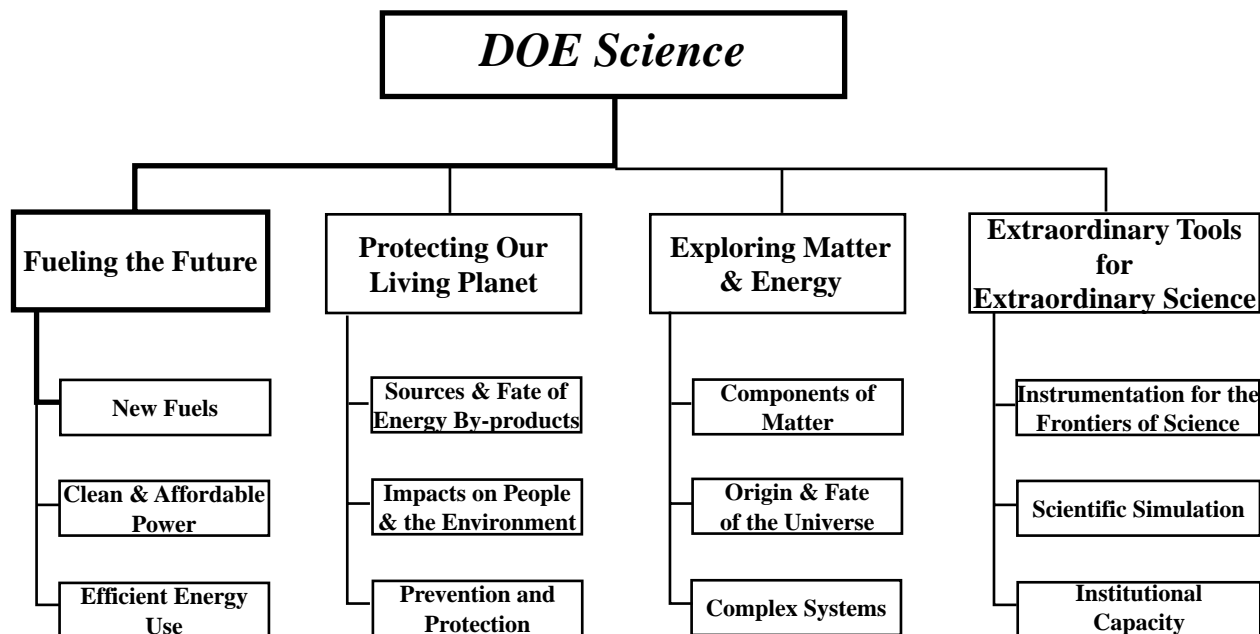 DOE Science
Fueling the Future
Protecting Our
Living Planet
Exploring Matter
& Energy
Extraordinary Tools
for
Extraordinary Science
New Fuels
Clean & Affordable
Power
Efficient Energy
Use
Sources & Fate of
Energy By-products
Impacts on People
& the Environment
Prevention and
Protection
Components of
Matter
Origin & Fate
of the Universe
Complex Systems
Instrumentation for the
Frontiers of Science
Scientific Simulation
Institutional
Capacity